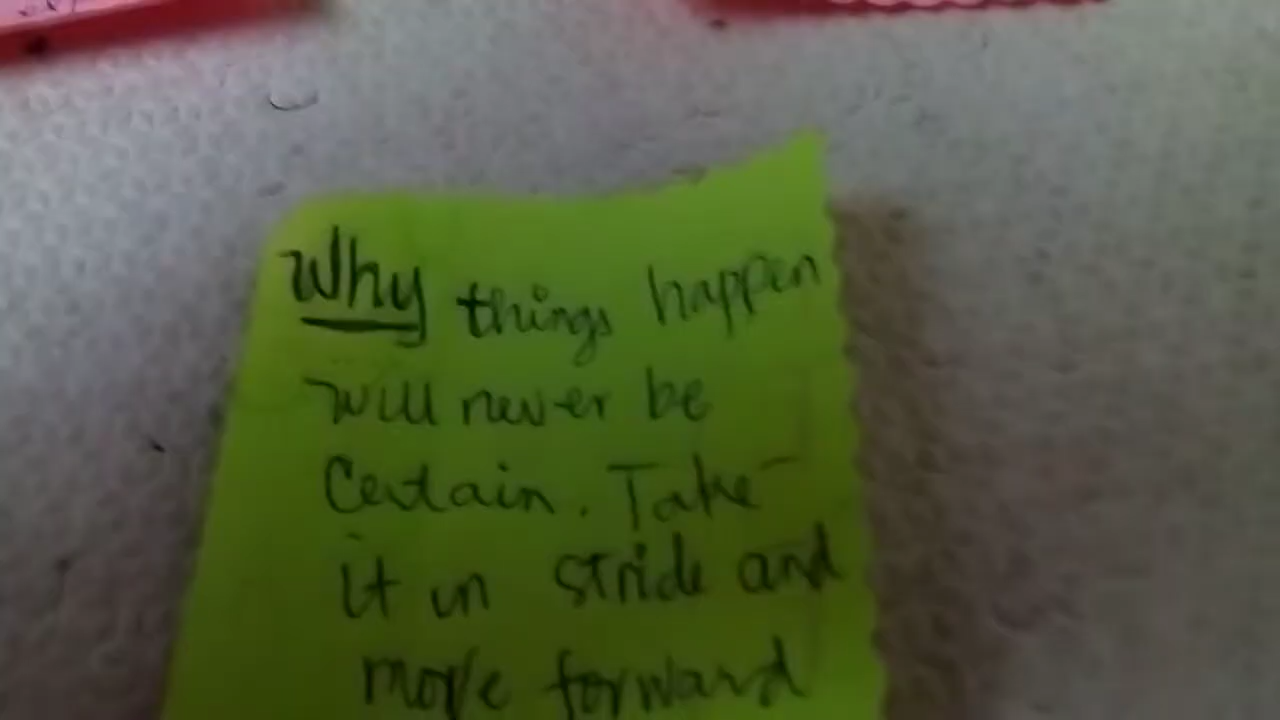 Why things happen
will never be
Certain. Take
it in stride and
move forward